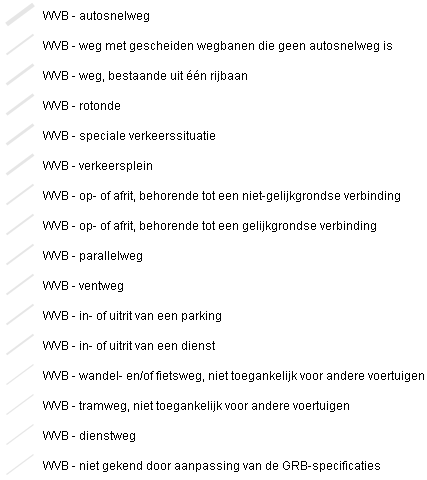 WVB - autosnelweg
WVB - weg met gescheiden wegbanen die geen autosnelweg is
WVB - weg, bestaande uit één rijbaan
WVB - rotonde
WVB - speciale verkeerssituatie
WVB - verkeersplein
WVB - op- of afrit, behorende tot een niet-gelijkgrondse verbinding
WVB - op- of afrit, behorende tot een gelijkgrondse verbinding
WVB - parallelweg
WVB - ventweg
WVB - in- of uitrit van een parking
WVB - in- of uitrit van een dienst
WVB - wandel- en/of fietsweg, niet toegankelijk voor andere voertuigen
WVB - tramweg, niet toegankelijk voor andere voertuigen
WVB - dienstweg
WVB - niet gekend door aanpassing van de GRB-specificaties